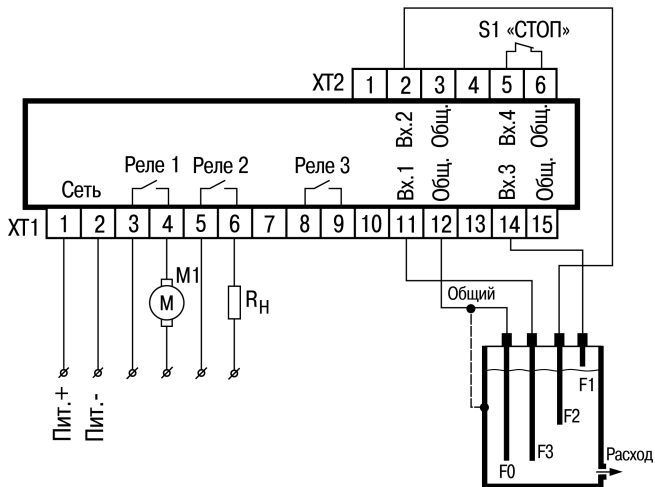 S1 «СТОП»
XT2 1 2 3 4 5 6
Вх.2 Общ. Вх.4 Общ.
Вх.1 Общ. Вх.3 Общ.
Реле 1 Реле 2 Реле 3
Сеть
XT1 1 2 3 4 5 6 7 8 9 10 11 12 13 14 15
M1
M
RН
Общий
F1
F2
F0 F3
Расход
Пит.+
Пит.-